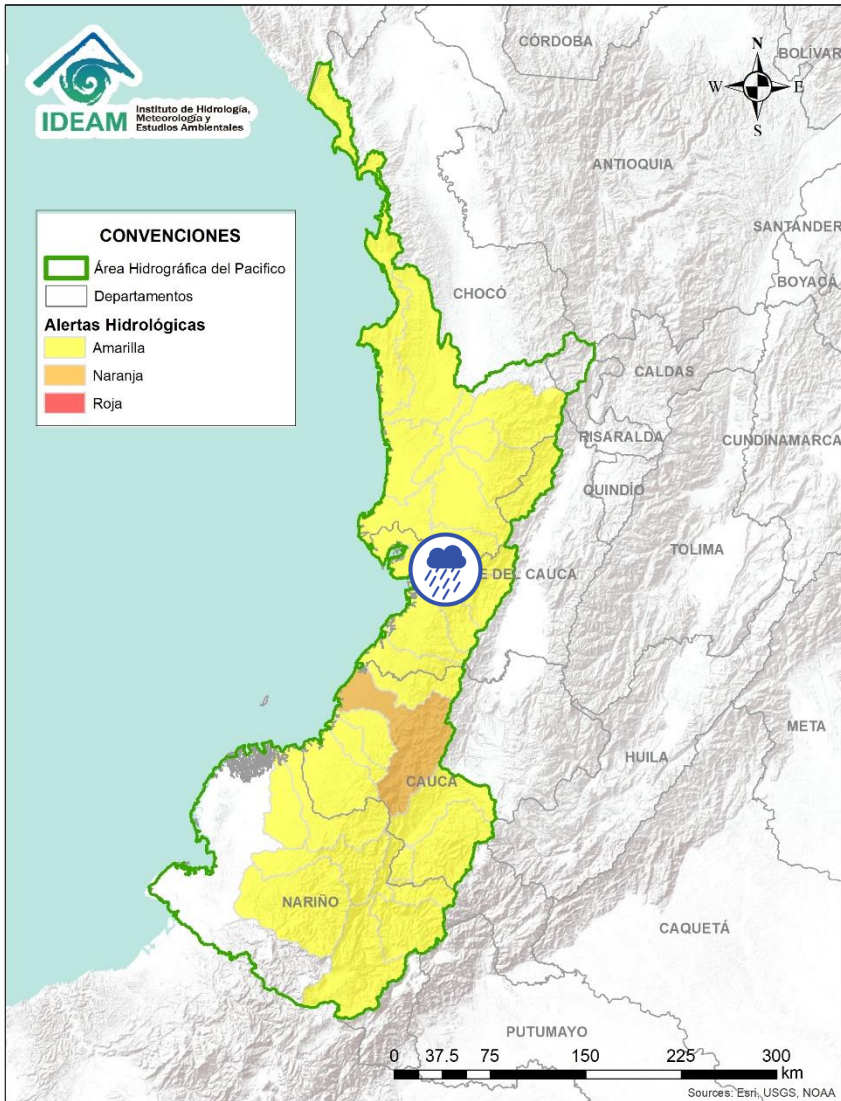 IDEAM
Instituto de Hidrología,
Meteorología y
Estudios Ambientales
N
W
E
S
CONVENCIONES
Área Hidrográfica del Pacifico
Departamentos
Alertas Hidrológicas
Amarilla
Naranja
Roja
CÓRDOBA
BOLÍVAR
ANTIOQUIA
SANTANDER
BOYACÁ
CHOCÓ
CALDAS
RISARALDA
CUNDINAMARCA
QUINDÍO
TOLIMA
E DEL CAUCA
META
HUILA
CAUCA
NARIÑO
CAQUETÁ
PUTUMAYO
0 37.5 75 150 225 300
km
Sources: Esri, USGS, NOAA